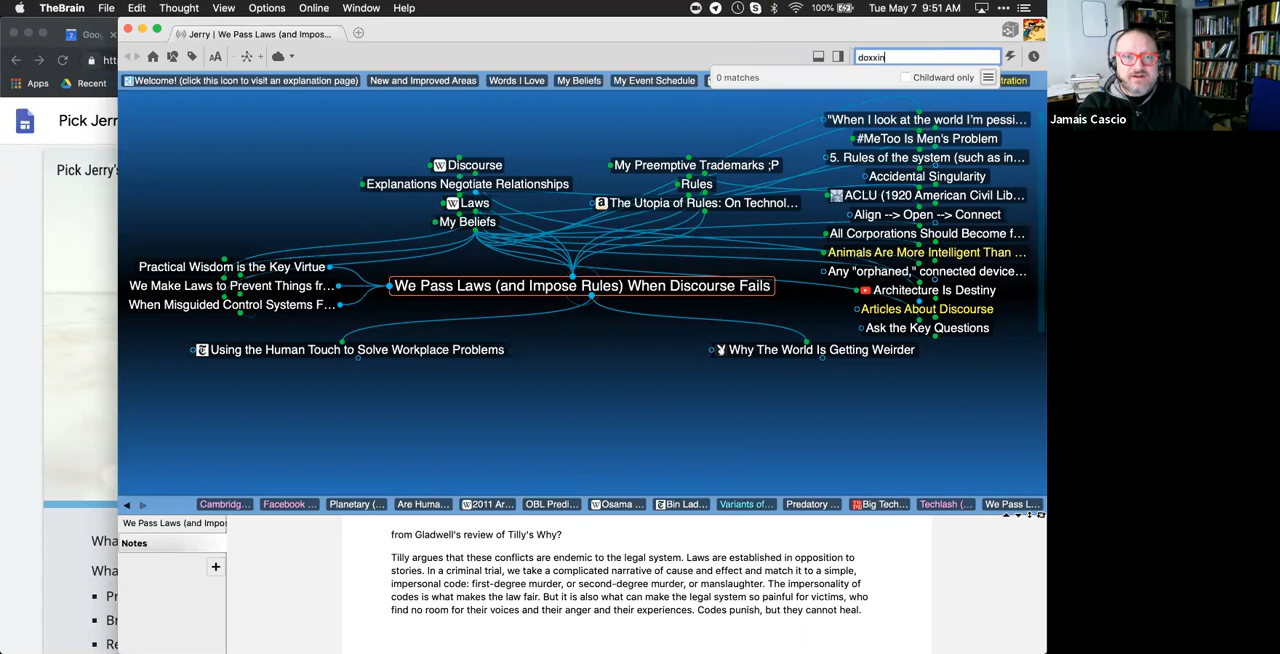 TheBrain File Edit Thought View Options Online Window Help 100% Tue May 7 9:51 AM
Jerry | We Pass Laws (and Impos...
Goo
htt
Apps Recent
doxxin
0 matches Childward only
Welcome! (click this icon to visit an explanation page) New and Improved Areas Words I Love My Beliefs My Event Schedule tration
Pick Jerr
Pick Jerry's
Jamais Cascio
"When I look at the world I'm pessi...
#MeToo Is Men's Problem
5. Rules of the system (such as in...
Accidental Singularity
ACLU (1920 American Civil Lib...
Align --> Open --> Connect
All Corporations Should Become f...
Animals Are More Intelligent Than ...
Any "orphaned," connected device...
Architecture Is Destiny
Articles About Discourse
Ask the Key Questions
Discourse
Explanations Negotiate Relationships
Laws
My Beliefs
My Preemptive Trademarks ;P
Rules
The Utopia of Rules: On Technol...
Practical Wisdom is the Key Virtue
We Make Laws to Prevent Things fr...
When Misguided Control Systems F...
We Pass Laws (and Impose Rules) When Discourse Fails
Using the Human Touch to Solve Workplace Problems
Why The World Is Getting Weirder
Cambridg... Facebook ... Planetary (... Are Huma... 2011 Ar... OBL Predi... Osama ... Bin Lad... Variants of... Predatory ... Big Tech... Techlash (... We Pass L...
We Pass Laws (and Impos
Notes
Wha
Wha
Pr
Br
Re
from Gladwell's review of Tilly's Why?
Tilly argues that these conflicts are endemic to the legal system. Laws are established in opposition to
stories. In a criminal trial, we take a complicated narrative of cause and effect and match it to a simple,
impersonal code: first-degree murder, or second-degree murder, or manslaughter. The impersonality of
codes is what makes the law fair. But it is also what can make the legal system so painful for victims, who
find no room for their voices and their anger and their experiences. Codes punish, but they cannot heal.